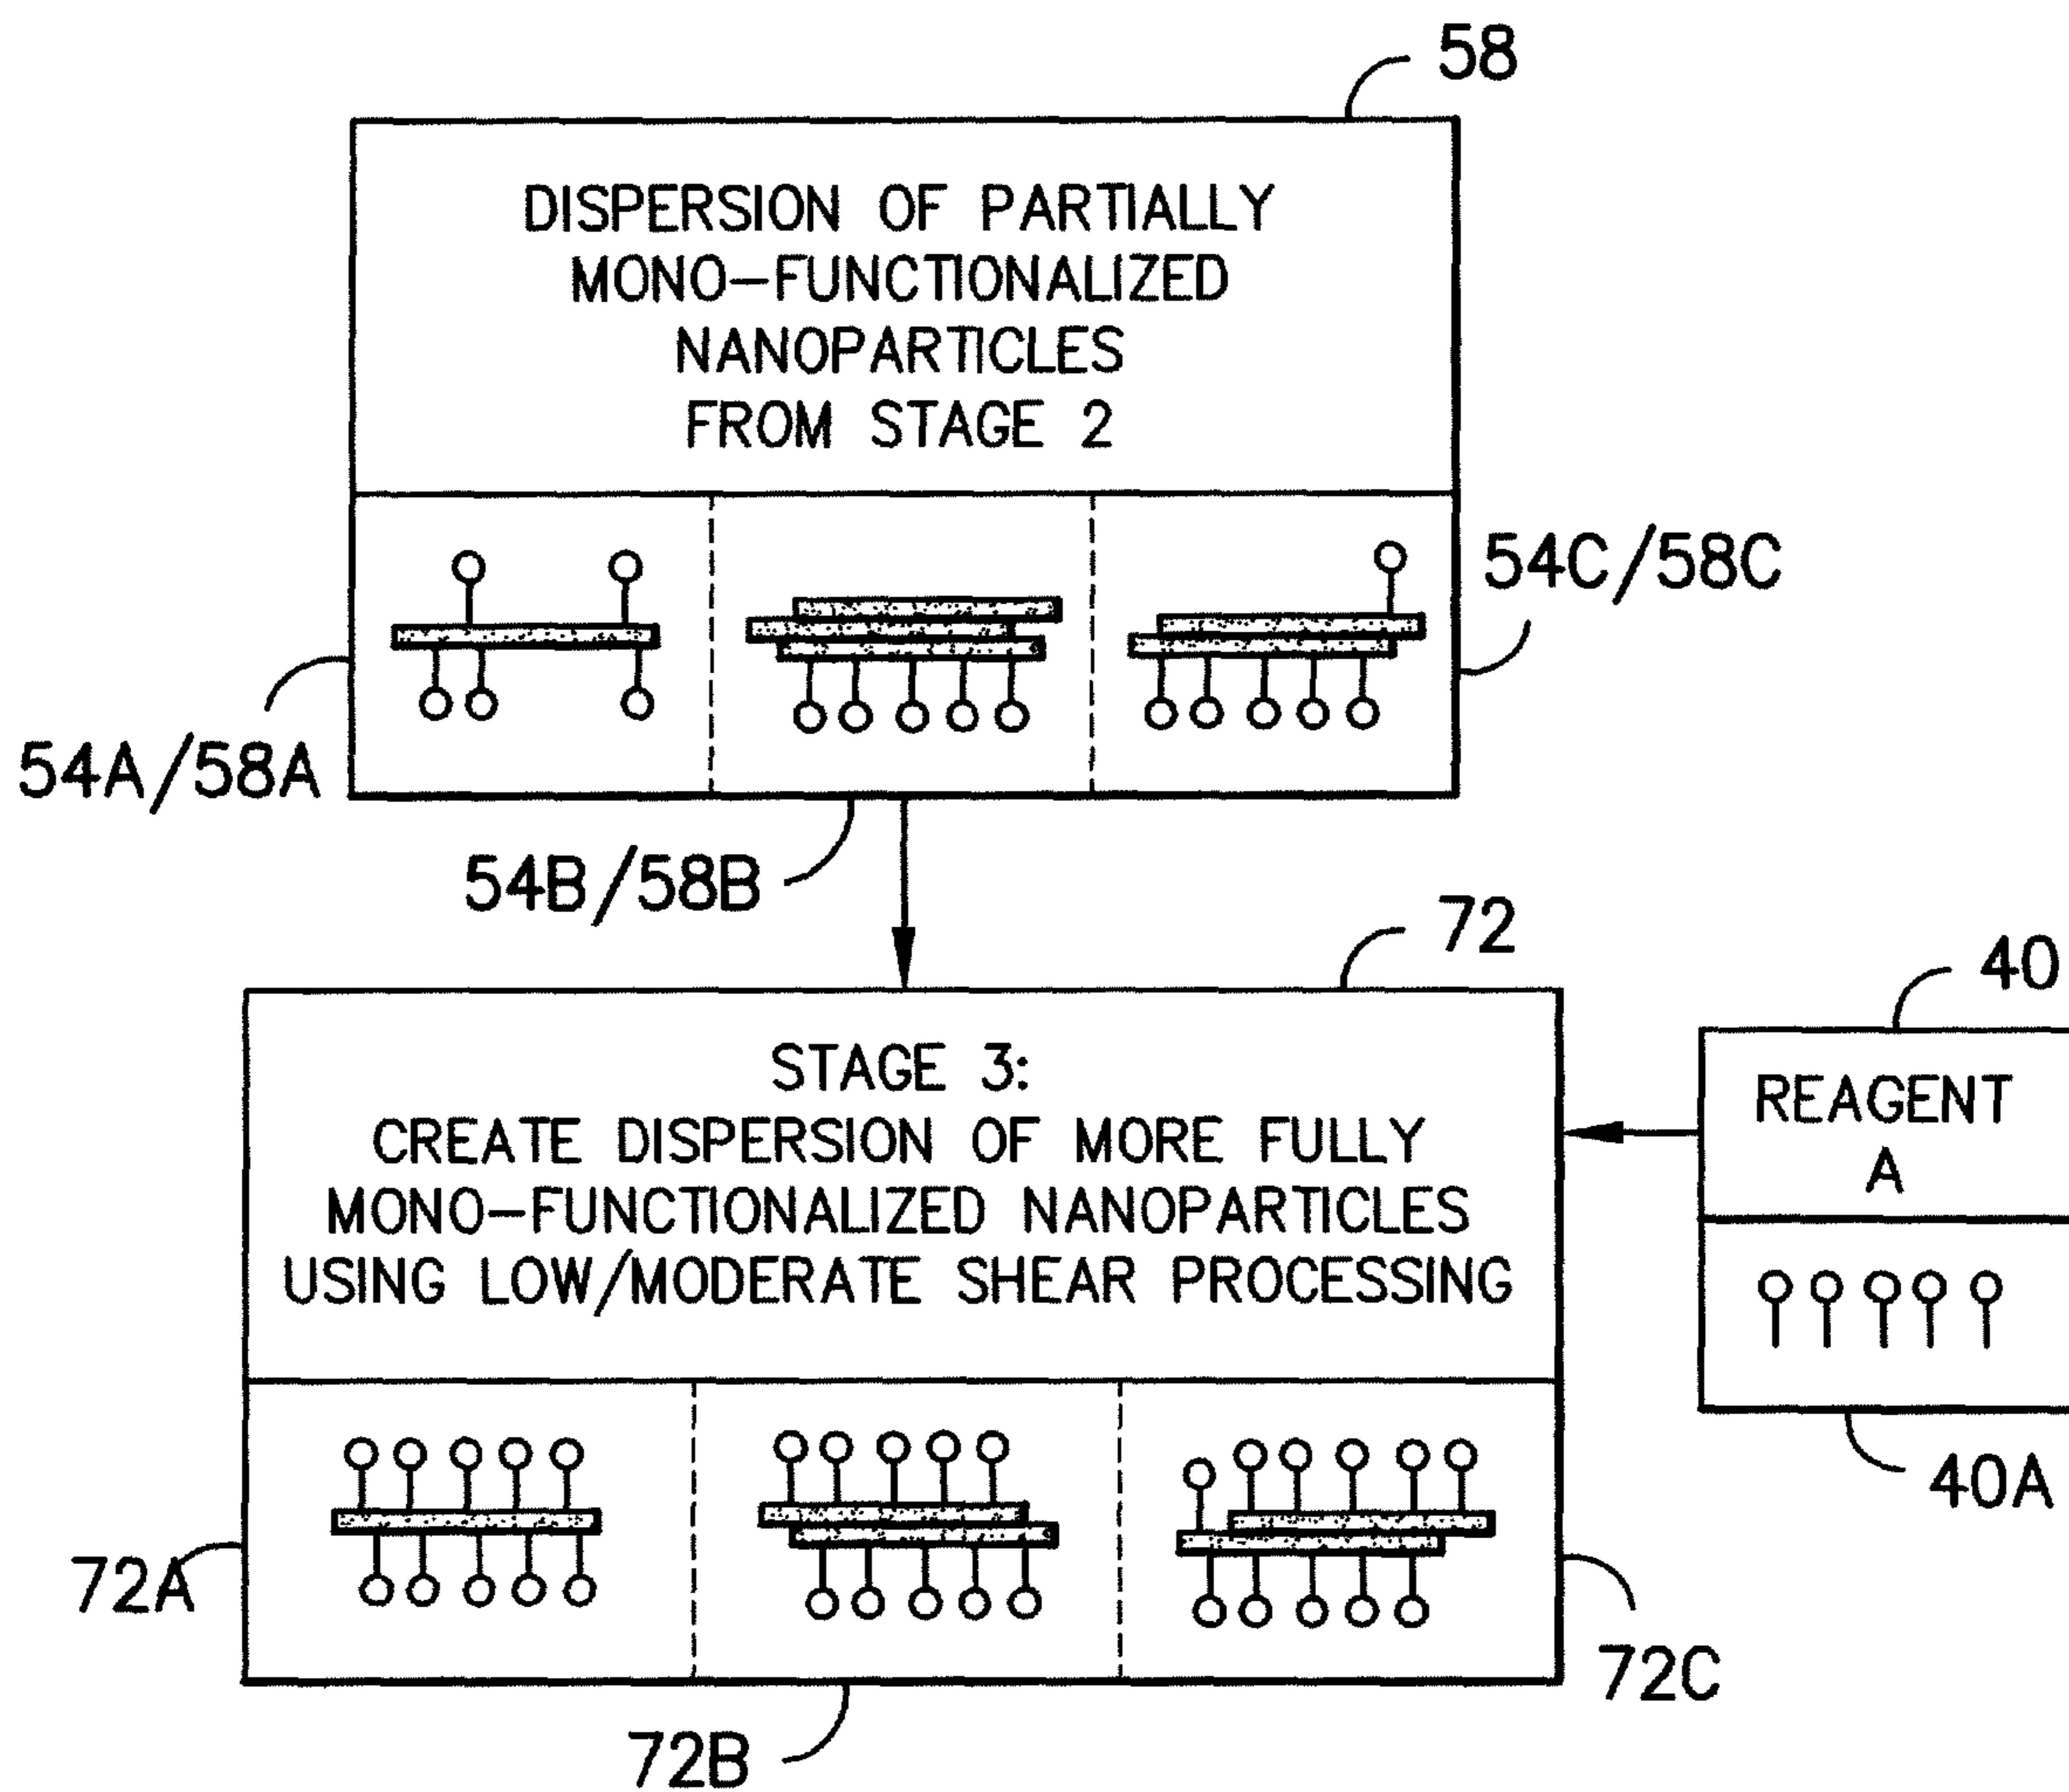 58
DISPERSION OF PARTIALLY
MONO-FUNCTIONALIZED
NANOPARTICLES
FROM STAGE 2
54C/58C
54A/58A
54B/58B
72
40
STAGE 3:
CREATE DISPERSION OF MORE FULLY
MONO-FUNCTIONALIZED NANOPARTICLES
USING LOW/MODERATE SHEAR PROCESSING
REAGENT
A
40A
72A
72C
72B